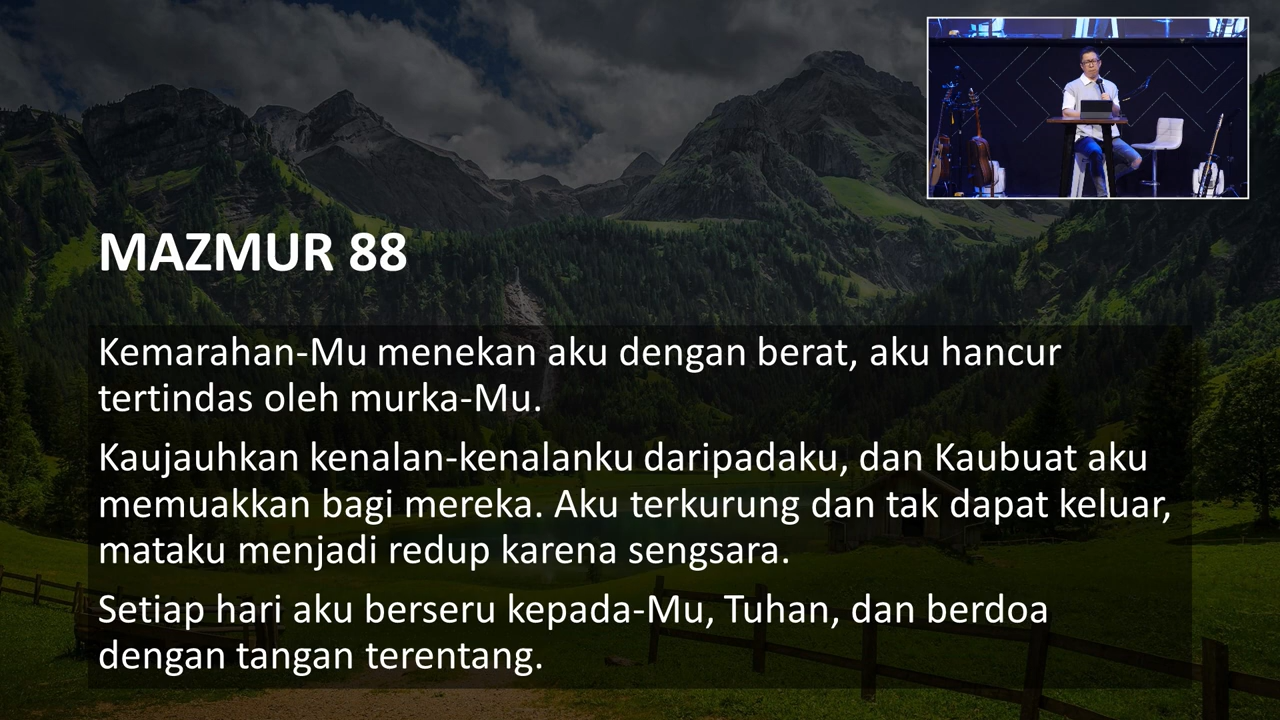 MAZMUR 88
Kemarahan-Mu menekan aku dengan berat, aku hancur
tertindas oleh murka-Mu.
Kaujauhkan kenalan-kenalanku daripadaku, dan Kaubuat aku
memuakkan bagi mereka. Aku terkurung dan tak dapat keluar,
mataku menjadi redup karena sengsara.
Setiap hari aku berseru kepada-Mu, Tuhan, dan berdoa
dengan tangan terentang.